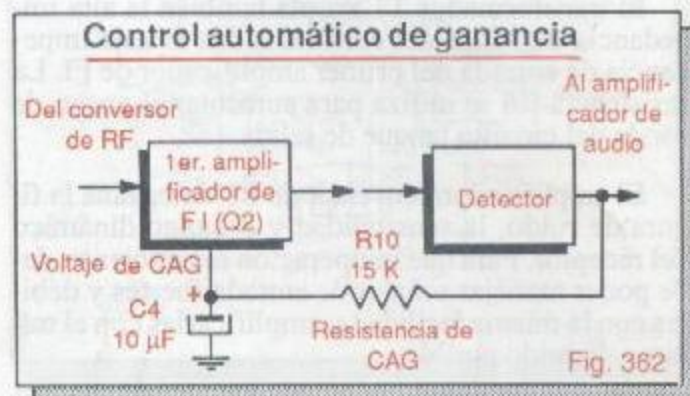 Control automático de ganancia
Del conversor
de RF
1er. ampli-
ficador de
F I (Q2)
Detector
Al amplifi-
cador de
audio
Voltaje de CAG
+
C4
10 µF
R10
15 K
Resistencia de
CAG
Fig. 362